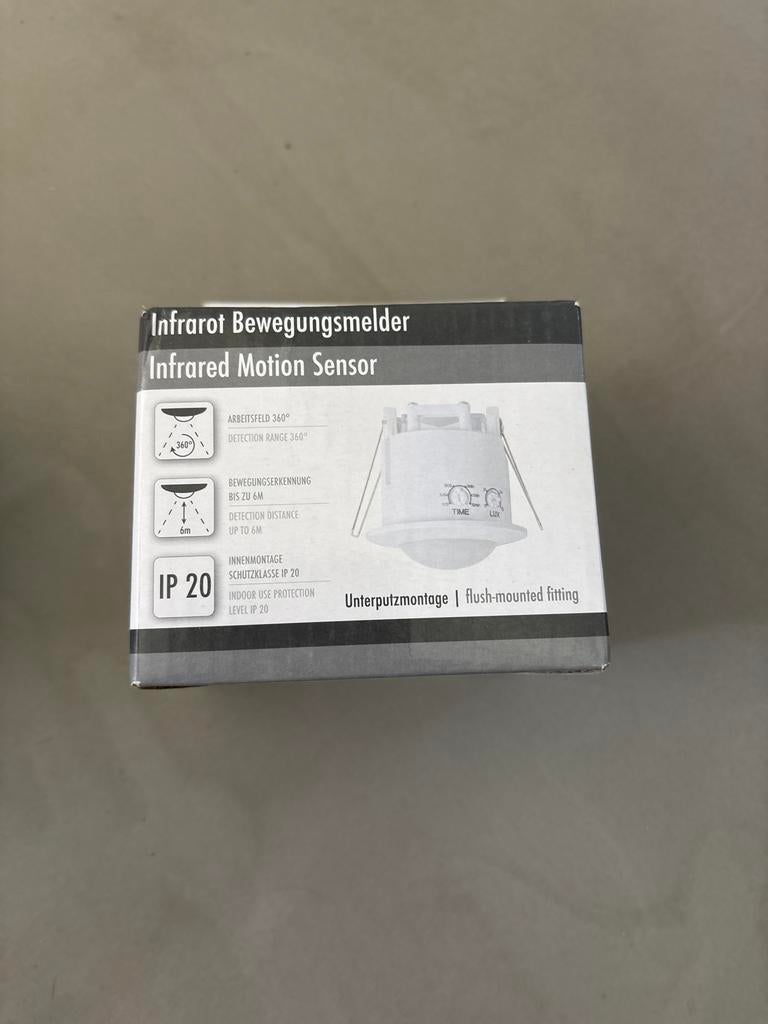 Infrarot Bewegungsmelder
Infrared Motion Sensor
360°
ARBEITSFELD 360°
DETECTION RANGE 360°
6m
BEWEGUNGSERKENNUNG
BIS ZU 6M
DETECTION DISTANCE
UP TO 6M
IP 20
INNENMONTAGE
SCHUTZKLASSE IP 20
INDOOR USE PROTECTION
LEVEL IP 20
TIME
LUX
Unterputzmontage | flush-mounted fitting